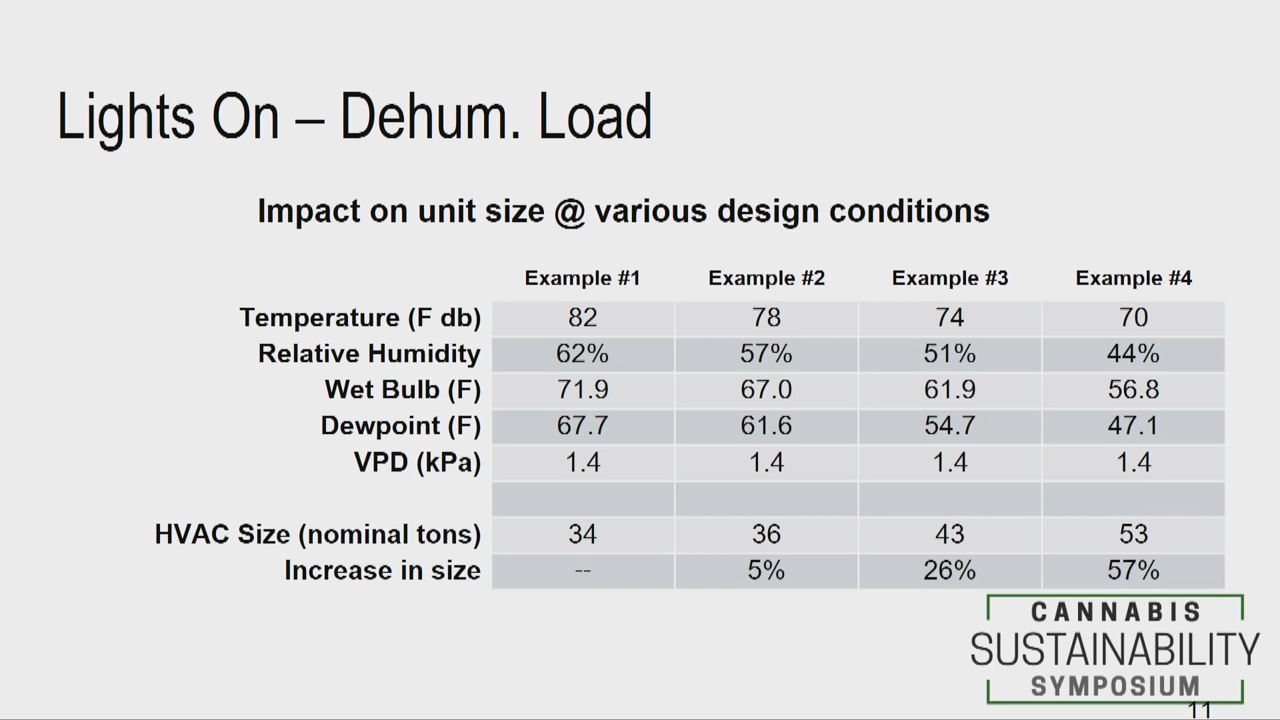 Lights On – Dehum. Load
Impact on unit size @ various design conditions
Example #1 Example #2 Example #3 Example #4
Temperature (F db) 82 78 74 70
Relative Humidity 62% 57% 51% 44%
Wet Bulb (F) 71.9 67.0 61.9 56.8
Dewpoint (F) 67.7 61.6 54.7 47.1
VPD (kPa) 1.4 1.4 1.4 1.4
HVAC Size (nominal tons) 34 36 43 53
Increase in size -- 5% 26% 57%
CANNABIS
SUSTAINABILITY
SYMPOSIUM
11